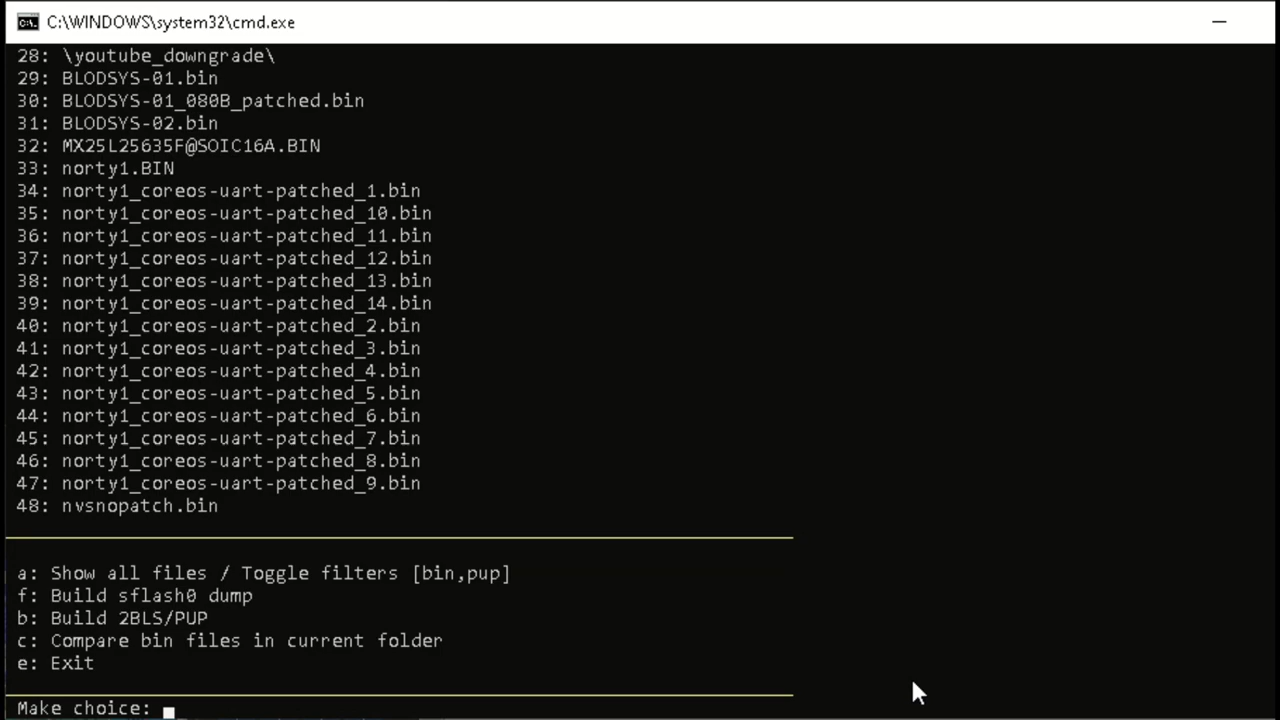 C:\WINDOWS\system32\cmd.exe
28: \youtube_downgrade\
29: BLODSYS-01.bin
30: BLODSYS-01_080B_patched.bin
31: BLODSYS-02.bin
32: MX25L25635F@SOIC16A.BIN
33: norty1.BIN
34: norty1_coreos-uart-patched_1.bin
35: norty1_coreos-uart-patched_10.bin
36: norty1_coreos-uart-patched_11.bin
37: norty1_coreos-uart-patched_12.bin
38: norty1_coreos-uart-patched_13.bin
39: norty1_coreos-uart-patched_14.bin
40: norty1_coreos-uart-patched_2.bin
41: norty1_coreos-uart-patched_3.bin
42: norty1_coreos-uart-patched_4.bin
43: norty1_coreos-uart-patched_5.bin
44: norty1_coreos-uart-patched_6.bin
45: norty1_coreos-uart-patched_7.bin
46: norty1_coreos-uart-patched_8.bin
47: norty1_coreos-uart-patched_9.bin
48: nvsnopatch.bin
a: Show all files / Toggle filters [bin,pup]
f: Build sflash0 dump
b: Build 2BLS/PUP
c: Compare bin files in current folder
e: Exit
Make choice: